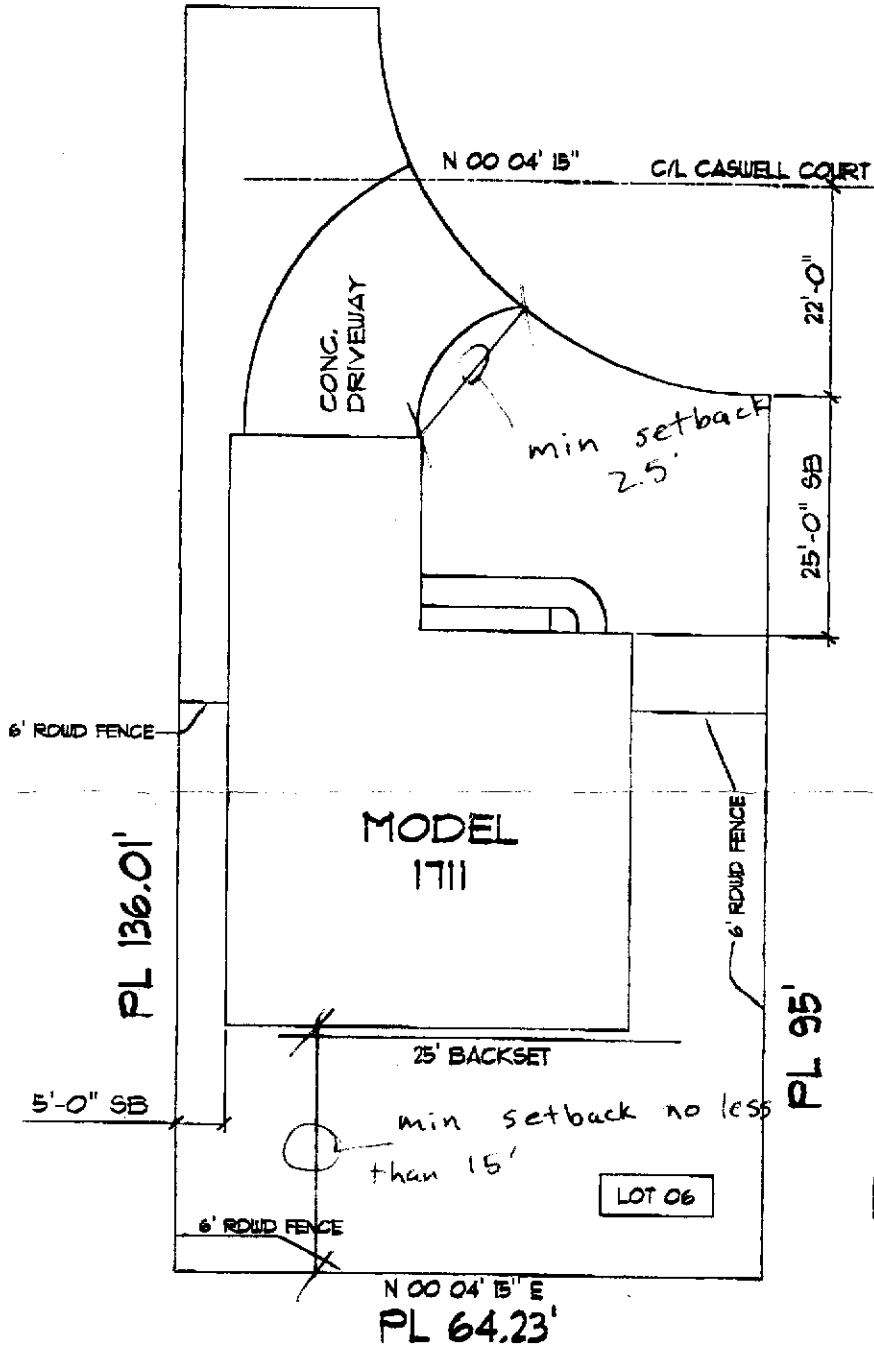 N 00 04' 15"
C/L CASWELL COURT
22'-0"
CONC.
DRIVEWAY
min setback
25'
25'-0" SB
6' RDWD FENCE
6' RDWD FENCE
MODEL
1711
PL 136.01'
PL 95'
25' BACKSET
5'-0" SB
min setback no less
than 15'
LOT 06
6' RDWD FENCE
N 00 04' 15" E
PL 64.23'